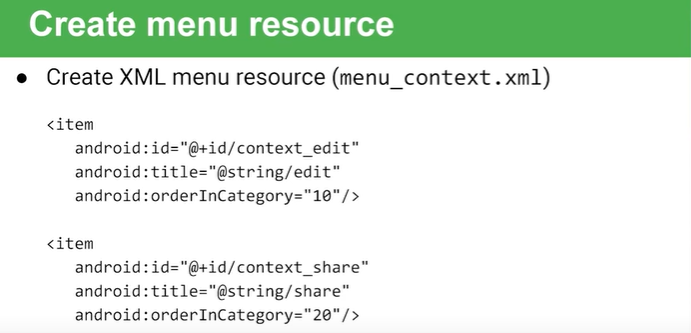 Create menu resource
● Create XML menu resource (menu_context.xml)
<item
android:id="@+id/context_edit"
android:title="@string/edit"
android:orderInCategory="10"/>
<item
android:id="@+id/context_share"
android:title="@string/share"
android:orderInCategory="20"/>